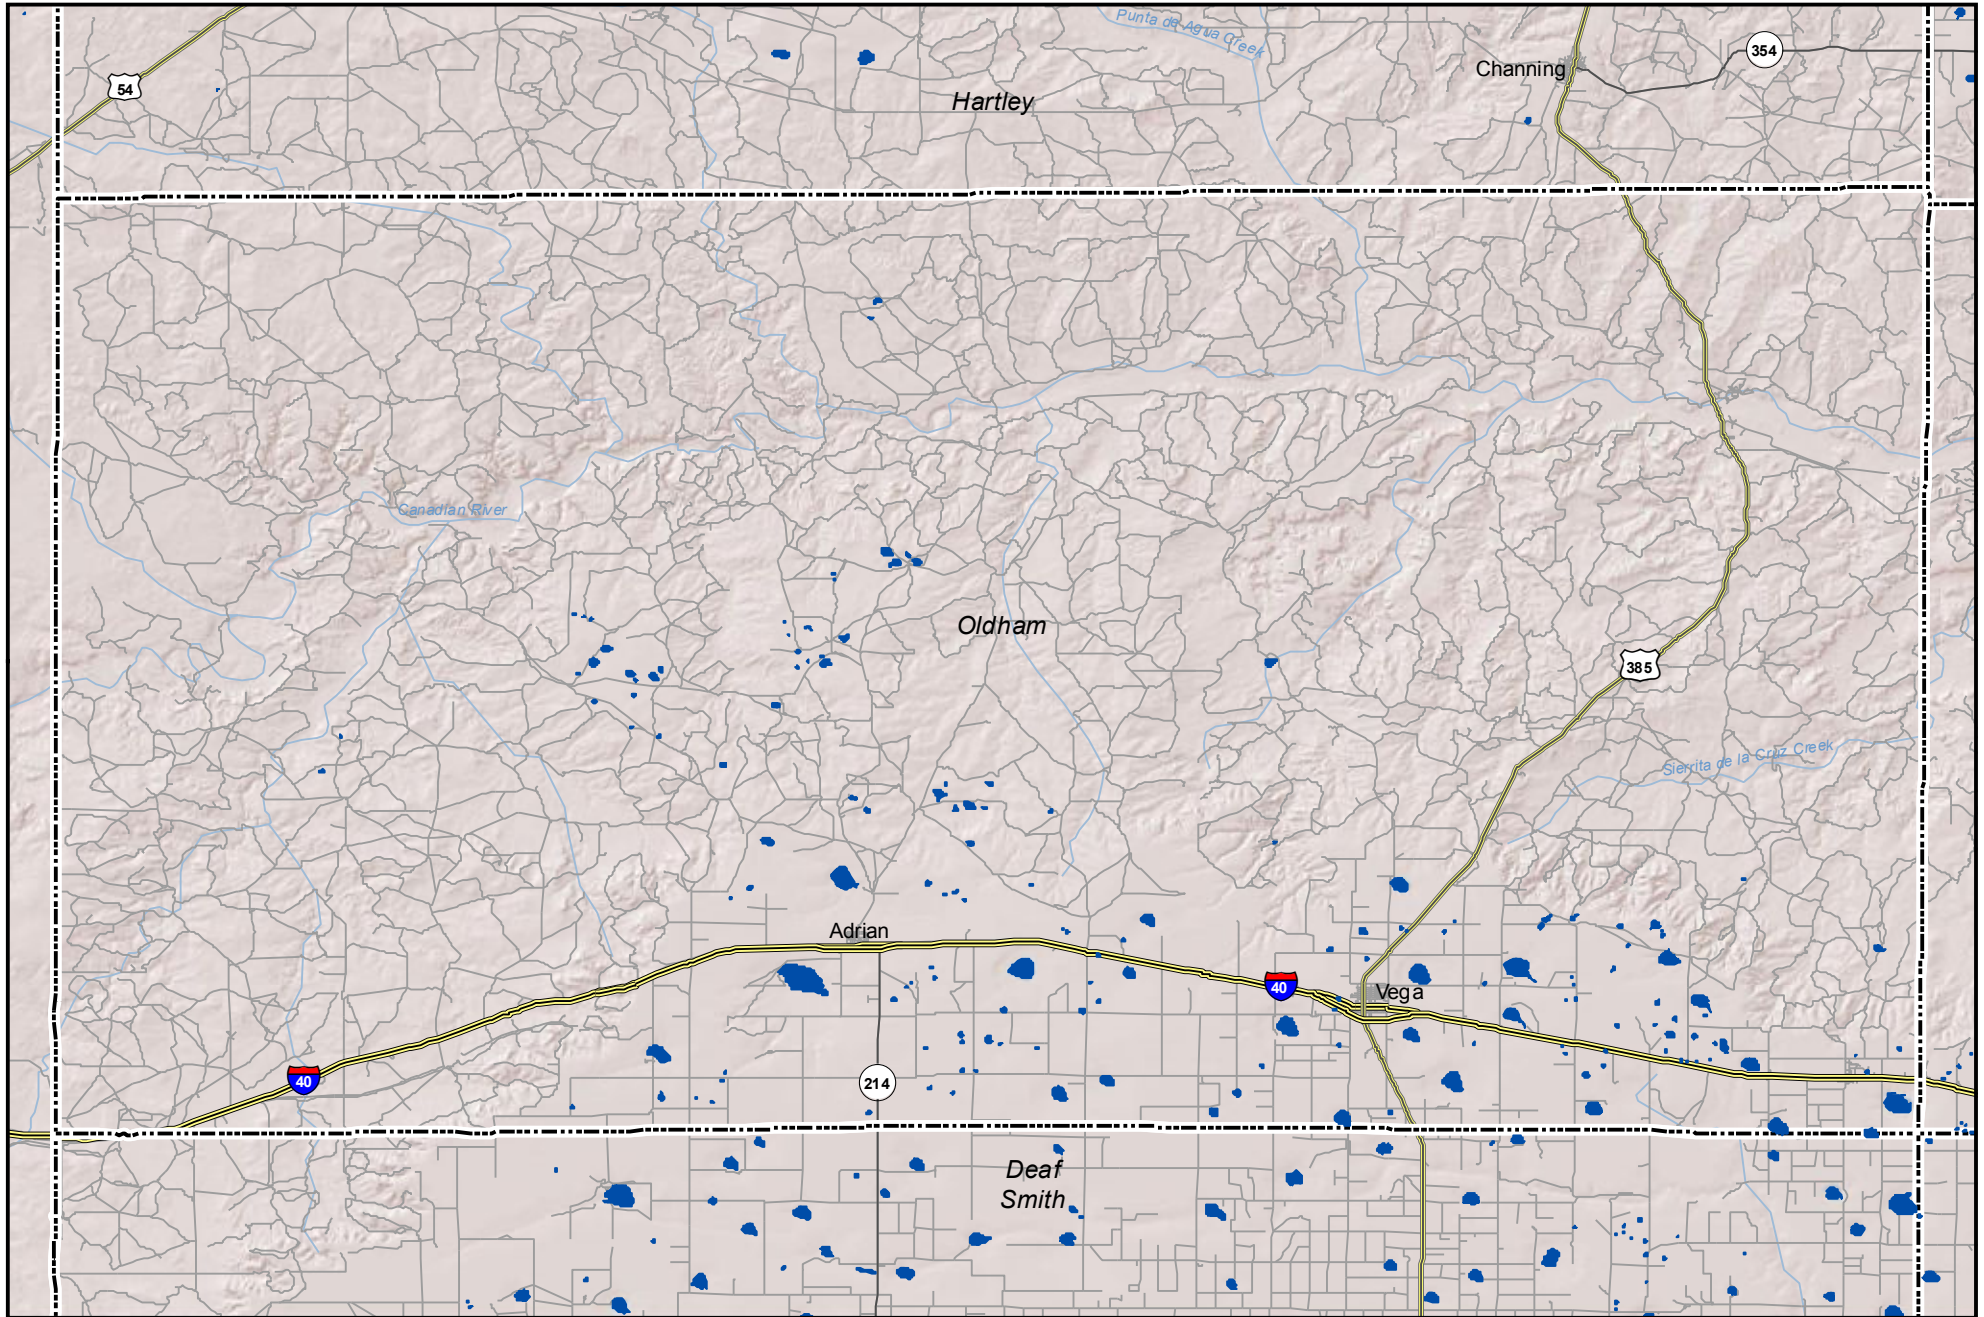 Punta de Agua Creek
354
Channing
54
Hartley
Canadian River
Oldham
385
Sierrita de la Cruz Creek
Adrian
40
Vega
40
214
Deaf
Smith